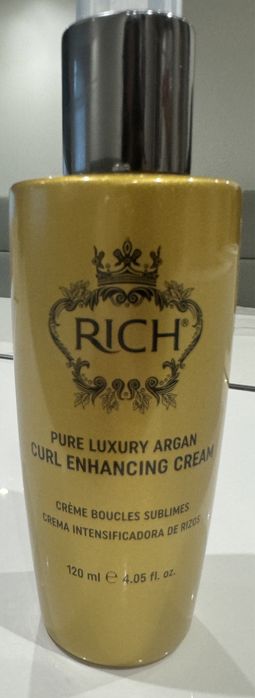 RICH®
PURE LUXURY ARGAN
CURL ENHANCING CREAM
CRÈME BOUCLES SUBLIMES
CREMA INTENSIFICADORA DE RIZOS
120 ml ℮ 4.05 fl. oz.